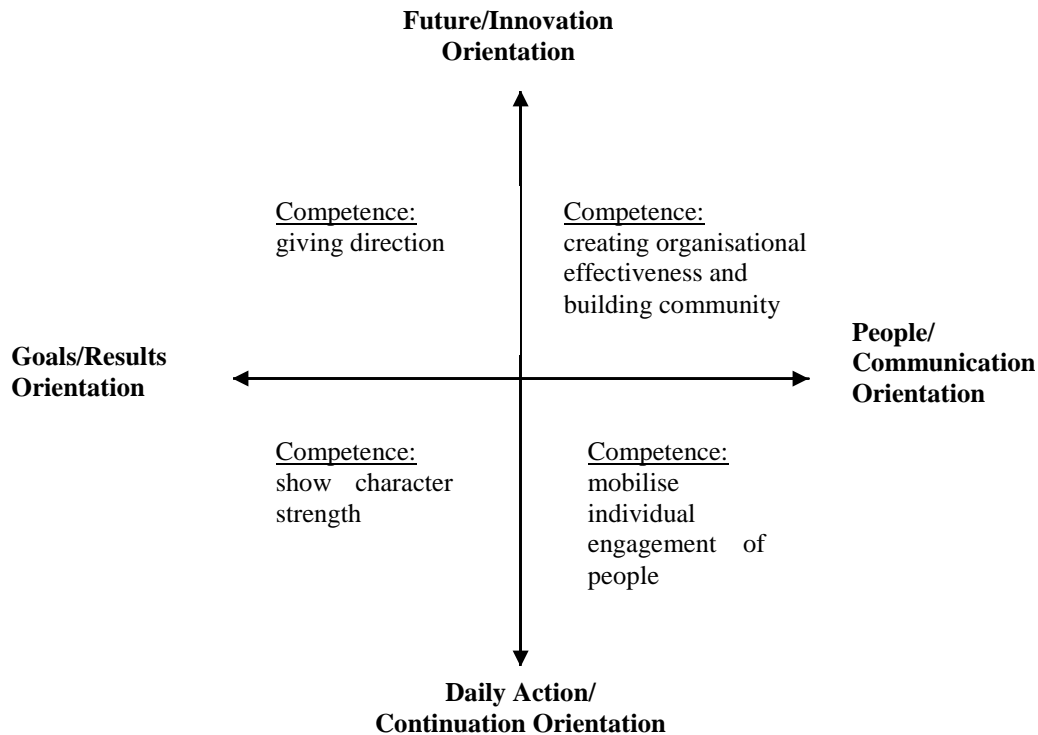 Future/Innovation
Orientation
Competence:
giving direction
Competence:
creating organisational
effectiveness and
building community
Goals/Results
Orientation
People/
Communication
Orientation
Competence:
show character
strength
Competence:
mobilise
individual
engagement of
people
Daily Action/
Continuation Orientation